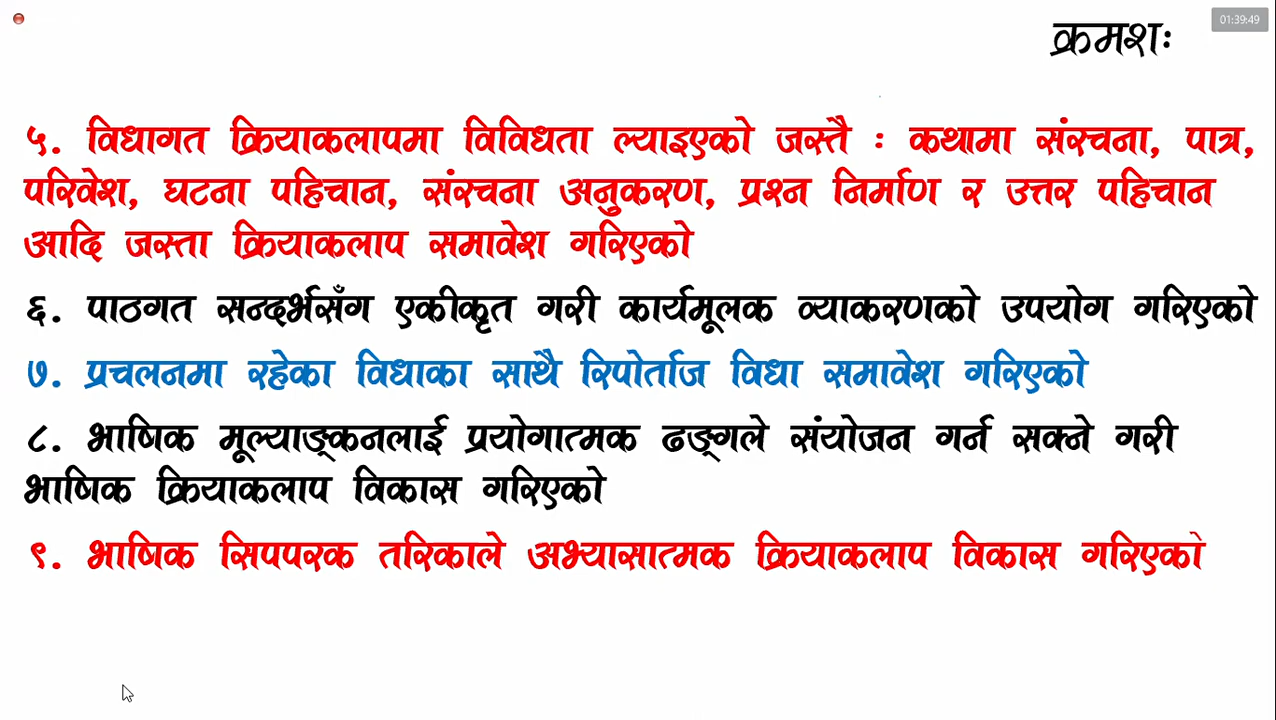 01:39:49
क्रमशः
५. विधागत क्रियाकलापमा विविधता ल्याइएको जस्तै : कथामा संरचना, पात्र,
परिवेश, घटना पहिचान, संरचना अनुकरण, प्रश्न निर्माण र उत्तर पहिचान
आदि जस्ता क्रियाकलाप समावेश गरिएको
६. पाठगत सन्दर्भसँग एकीकृत गरी कार्यमूलक व्याकरणको उपयोग गरिएको
७. प्रचलनमा रहेका विधाका साथै रिपोर्ताज विधा समावेश गरिएको
८. भाषिक मूल्याङ्कनलाई प्रयोगात्मक ढङ्गले संयोजन गर्न सक्ने गरी
भाषिक क्रियाकलाप विकास गरिएको
९. भाषिक सिपपरक तरिकाले अभ्यासात्मक क्रियाकलाप विकास गरिएको